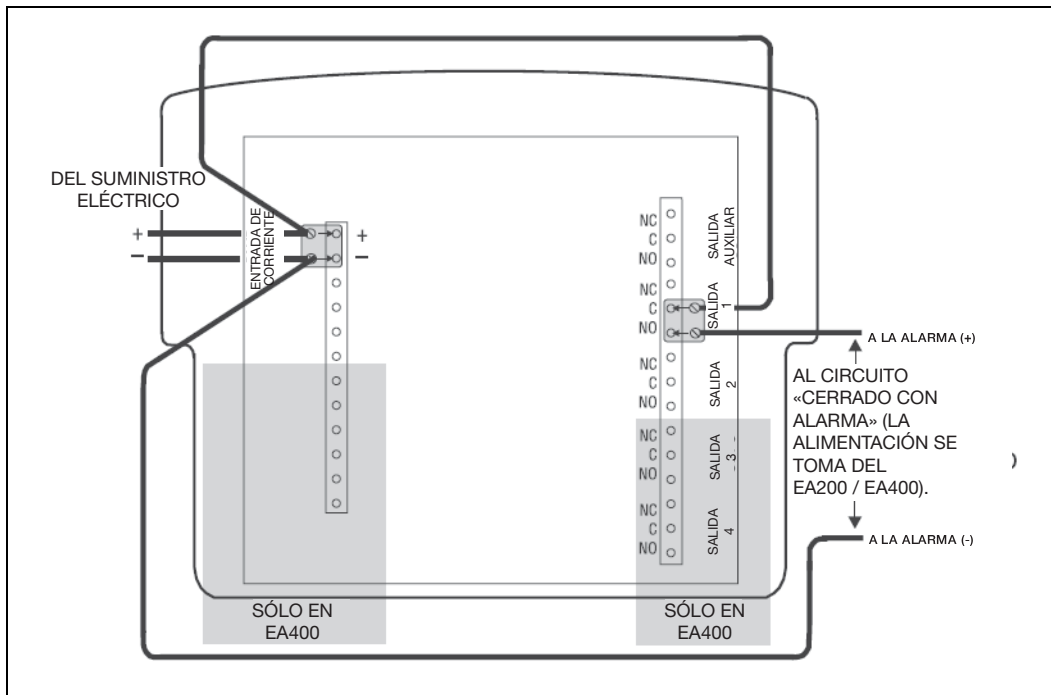 DEL SUMINISTRO
ELÉCTRICO
+
−
ENTRADA DE
CORRIENTE
+
−
NC
C
NO
SALIDA
AUXILIAR
NC
C
NO
SALIDA
1
NC
C
NO
SALIDA
2
NC
C
NO
SALIDA
3
NC
C
NO
SALIDA
4
A LA ALARMA (+)
AL CIRCUITO
«CERRADO CON
ALARMA» (LA
ALIMENTACIÓN SE
TOMA DEL
EA200 / EA400).
A LA ALARMA (-)
SÓLO EN
EA400
SÓLO EN
EA400